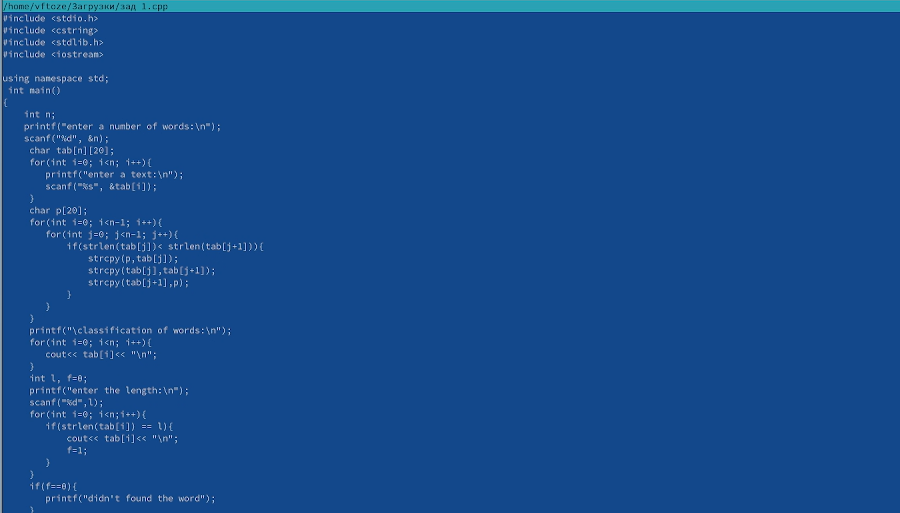 /home/vftoze/Загрузки/зад 1.cpp
#include <stdio.h>
#include <cstring>
#include <stdlib.h>
#include <iostream>

using namespace std;
 int main()
{
    int n;
    printf("enter a number of words:\n");
    scanf("%d", &n);
     char tab[n][20];
     for(int i=0; i<n; i++){
        printf("enter a text:\n");
        scanf("%s", &tab[i]);
     }
     char p[20];
     for(int i=0; i<n-1; i++){
        for(int j=0; j<n-1; j++){
            if(strlen(tab[j])< strlen(tab[j+1])){
                strcpy(p,tab[j]);
                strcpy(tab[j],tab[j+1]);
                strcpy(tab[j+1],p);
            }
        }
     }
     printf("\classification of words:\n");
     for(int i=0; i<n; i++){
        cout<< tab[i]<< "\n";
     }
     int l, f=0;
     printf("enter the length:\n");
     scanf("%d",l);
     for(int i=0; i<n;i++){
        if(strlen(tab[i]) == l){
            cout<< tab[i]<< "\n";
            f=1;
        }
     }
     if(f==0){
        printf("didn't found the word");
     }